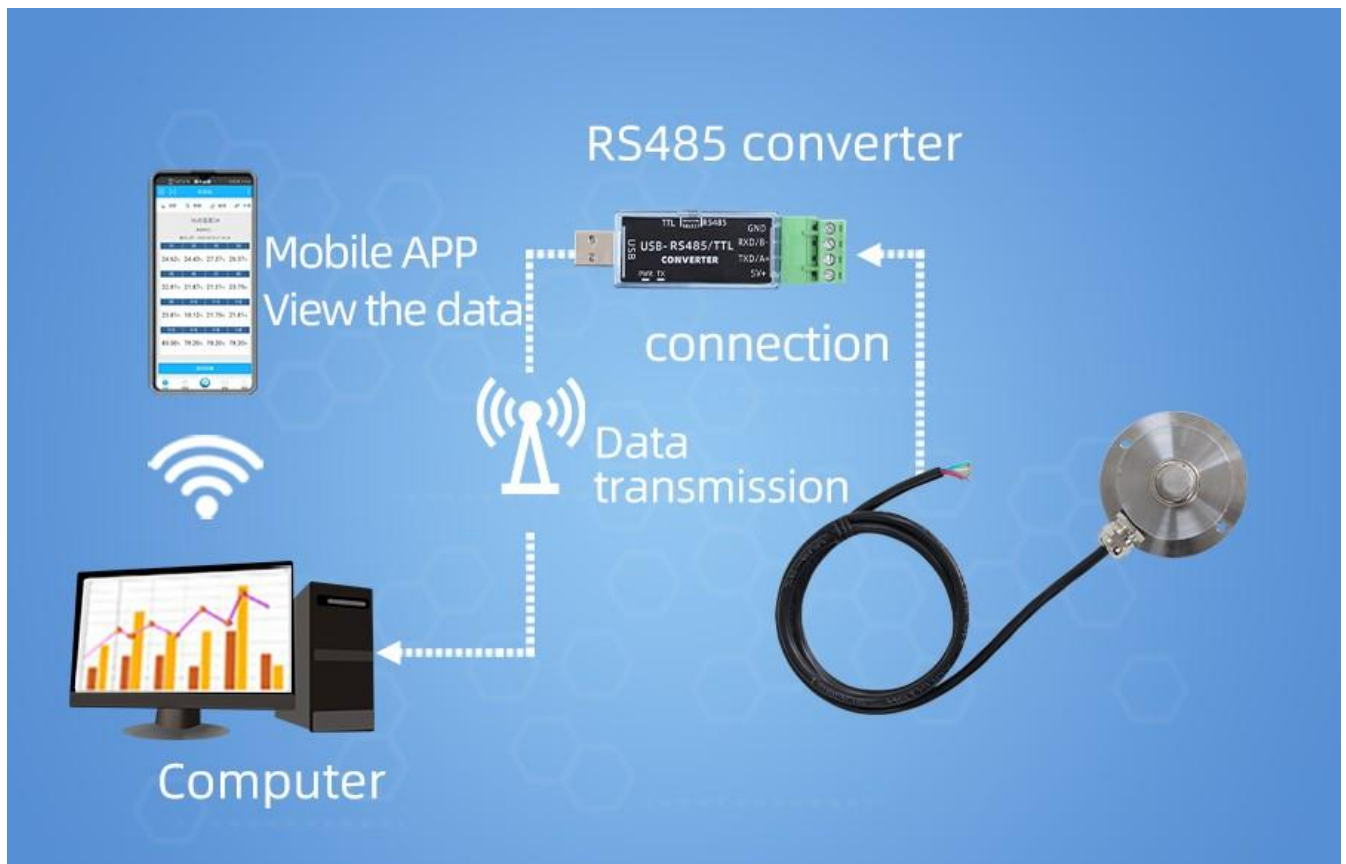 RS485 converter
TTL RS485
SELECT
GND
USB
USB-RS485/TTL
RXD/B-
CONVERTER
TXD/A+
PWR TX
5V+
Mobile APP
View the data
connection
Data
transmission
Computer